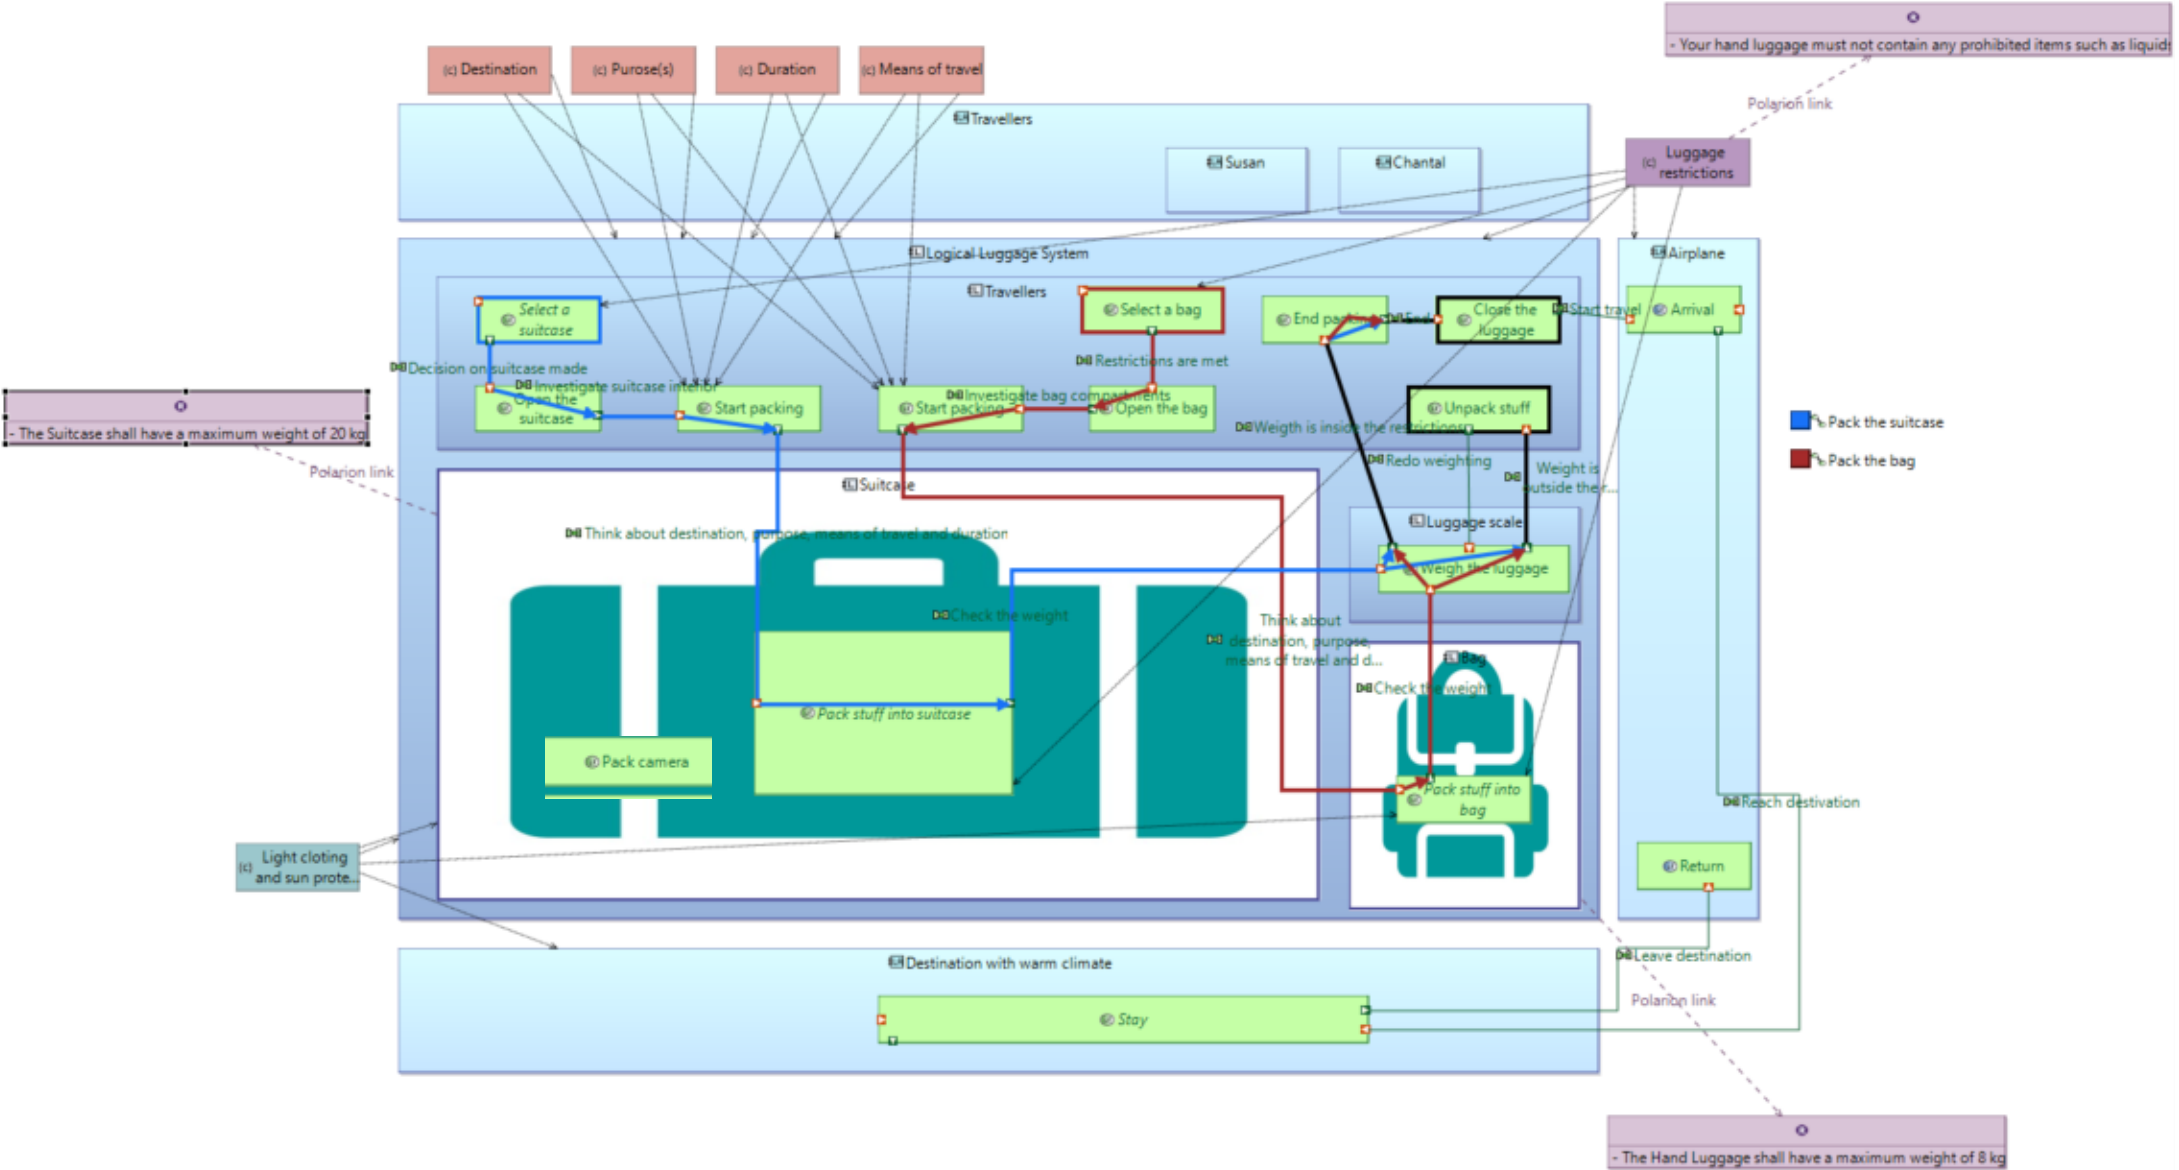 - Your hand luggage must not contain any prohibited items such as liquids
(c) Destination
(c) Purose(s)
(c) Duration
(c) Means of travel
Polarion link
Travellers
Susan
Chantal
(c) Luggage
restrictions
Logical Luggage System
Airplane
Travellers
Select a
suitcase
Select a bag
End packing
End
Close the
luggage
Start travel
Arrival
Decision on suitcase made
Restrictions are met
Investigate suitcase interior
Investigate bag compartments
Open the
suitcase
Start packing
Start packing
Open the bag
Unpack stuff
Weigth is inside the restrictions
- The Suitcase shall have a maximum weight of 20 kg
Polarion link
Pack the suitcase
Pack the bag
Redo weighting
Weight is
outside the r...
Suitcase
Luggage scale
Think about destination, purpose, means of travel and duration
Weigh the luggage
Check the weight
Think about
destination, purpose,
means of travel and d...
Bag
Check the weight
Pack stuff into suitcase
Pack camera
Pack stuff into
bag
Reach destivation
(c) Light cloting
and sun prote...
Return
Leave destination
Destination with warm climate
Stay
Polarion link
- The Hand Luggage shall have a maximum weight of 8 kg